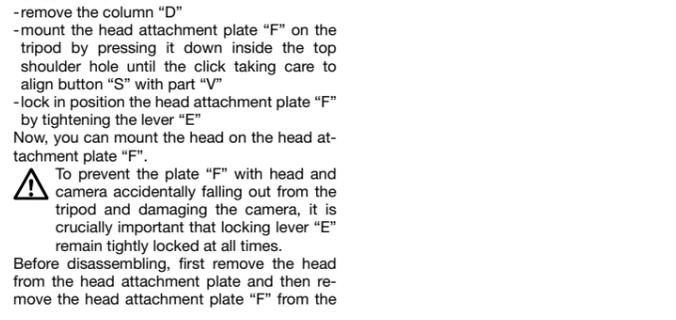 -remove the column “D”
-mount the head attachment plate “F” on the
tripod by pressing it down inside the top
shoulder hole until the click taking care to
align button “S” with part “V”
-lock in position the head attachment plate “F”
by tightening the lever “E”
Now, you can mount the head on the head at-
tachment plate “F”.
To prevent the plate “F” with head and
camera accidentally falling out from the
tripod and damaging the camera, it is
crucially important that locking lever “E”
remain tightly locked at all times.
Before disassembling, first remove the head
from the head attachment plate and then re-
move the head attachment plate “F” from the